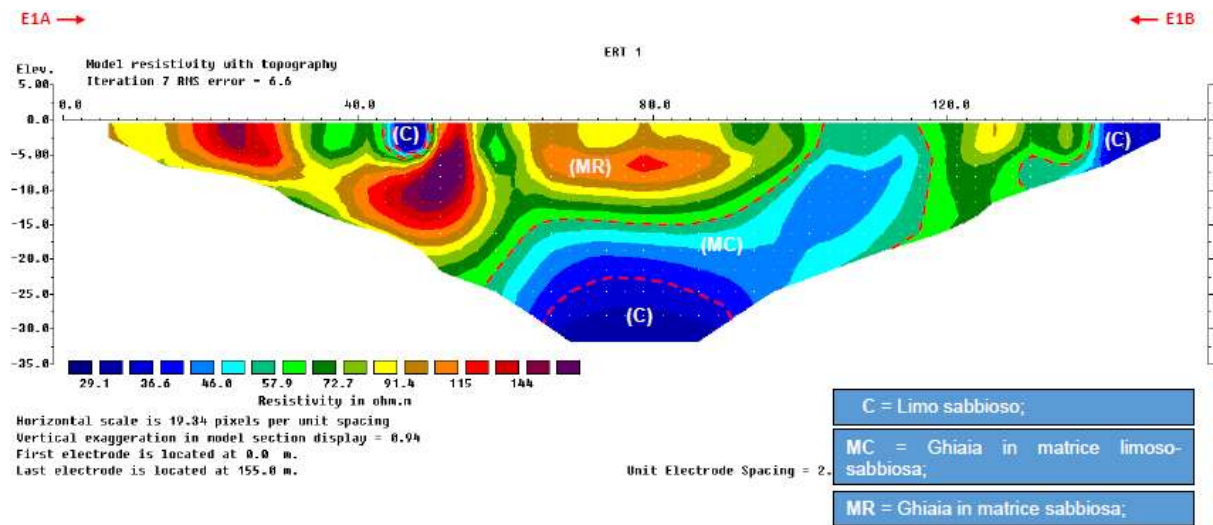 E1A
E1B
ERT 1
Model resistivity with topography
Iteration 7 RMS error = 6.6
Elev.
5.00
0.0 40.0 80.0 120.0
0.0
-5.00
-10.0
-15.0
-20.0
-25.0
-30.0
-35.0
(C)
(C)
(MR)
(MC)
(C)
29.1 36.6 46.0 57.9 72.7 91.4 115 144
Resistivity in ohm.m
Horizontal scale is 19.34 pixels per unit spacing
Vertical exaggeration in model section display = 0.94
First electrode is located at 0.0 m.
Last electrode is located at 155.0 m.
Unit Electrode Spacing = 2.
C = Limo sabbioso;
MC = Ghiaia in matrice limoso-
sabbiosa;
MR = Ghiaia in matrice sabbiosa;